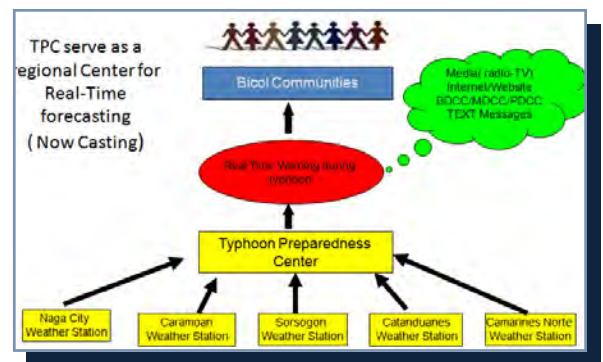 TPC serve as a
regional Center for
Real-Time
forecasting
( Now Casting)
Bicol Communities
Media( radio-TV)
Internet/Website
BDCC/MDCC/PDCC
TEXT Messages
Real Time Warning during
typhoon
Typhoon Preparedness
Center
Naga City
Weather Station
Caramoan
Weather Station
Sorsogon
Weather Station
Catanduanes
Weather Station
Camarines Norte
Weather Station